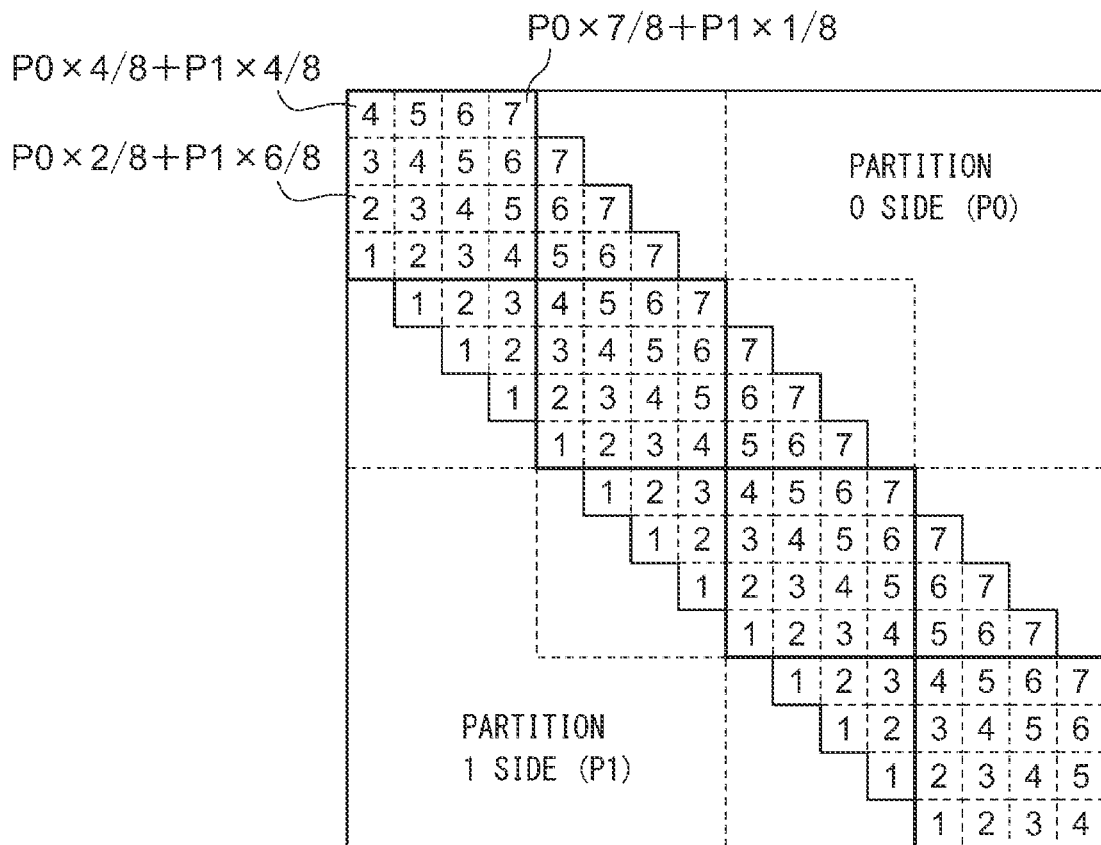 P0×7/8+P1×1/8
P0×4/8+P1×4/8
4 5 6 7
P0×2/8+P1×6/8
3 4 5 6 7
PARTITION
0 SIDE (P0)
2 3 4 5 6 7
1 2 3 4 5 6 7
1 2 3 4 5 6 7
1 2 3 4 5 6 7
1 2 3 4 5 6 7
1 2 3 4 5 6 7
1 2 3 4 5 6 7
1 2 3 4 5 6 7
1 2 3 4 5 6 7
1 2 3 4 5 6 7
1 2 3 4 5 6 7
PARTITION
1 SIDE (P1)
1 2 3 4 5 6
1 2 3 4 5
1 2 3 4